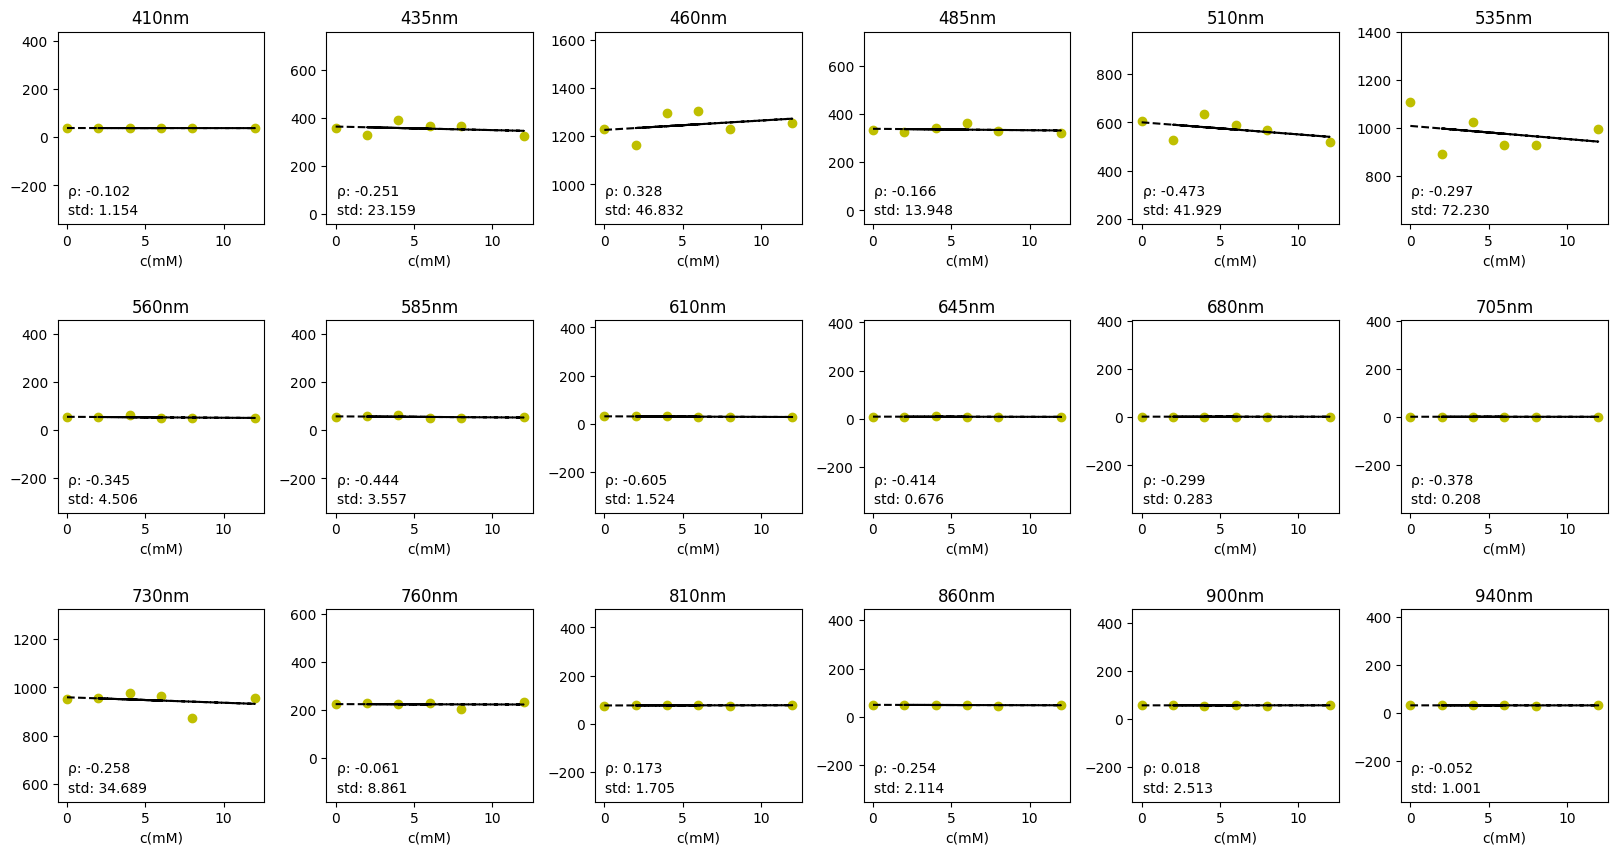 410nm
400
200
0
−200
ρ: -0.102
std: 1.154
0 5 10
c(mM)
435nm
600
400
200
0
ρ: -0.251
std: 23.159
0 5 10
c(mM)
460nm
1600
1400
1200
1000
ρ: 0.328
std: 46.832
0 5 10
c(mM)
485nm
600
400
200
0
ρ: -0.166
std: 13.948
0 5 10
c(mM)
510nm
800
600
400
200
ρ: -0.473
std: 41.929
0 5 10
c(mM)
535nm
1400
1200
1000
800
ρ: -0.297
std: 72.230
0 5 10
c(mM)
560nm
400
200
0
−200
ρ: -0.345
std: 4.506
0 5 10
c(mM)
585nm
400
200
0
−200
ρ: -0.444
std: 3.557
0 5 10
c(mM)
610nm
400
200
0
−200
ρ: -0.605
std: 1.524
0 5 10
c(mM)
645nm
400
200
0
−200
ρ: -0.414
std: 0.676
0 5 10
c(mM)
680nm
400
200
0
−200
ρ: -0.299
std: 0.283
0 5 10
c(mM)
705nm
400
200
0
−200
ρ: -0.378
std: 0.208
0 5 10
c(mM)
730nm
1200
1000
800
600
ρ: -0.258
std: 34.689
0 5 10
c(mM)
760nm
600
400
200
0
ρ: -0.061
std: 8.861
0 5 10
c(mM)
810nm
400
200
0
−200
ρ: 0.173
std: 1.705
0 5 10
c(mM)
860nm
400
200
0
−200
ρ: -0.254
std: 2.114
0 5 10
c(mM)
900nm
400
200
0
−200
ρ: 0.018
std: 2.513
0 5 10
c(mM)
940nm
400
200
0
−200
ρ: -0.052
std: 1.001
0 5 10
c(mM)